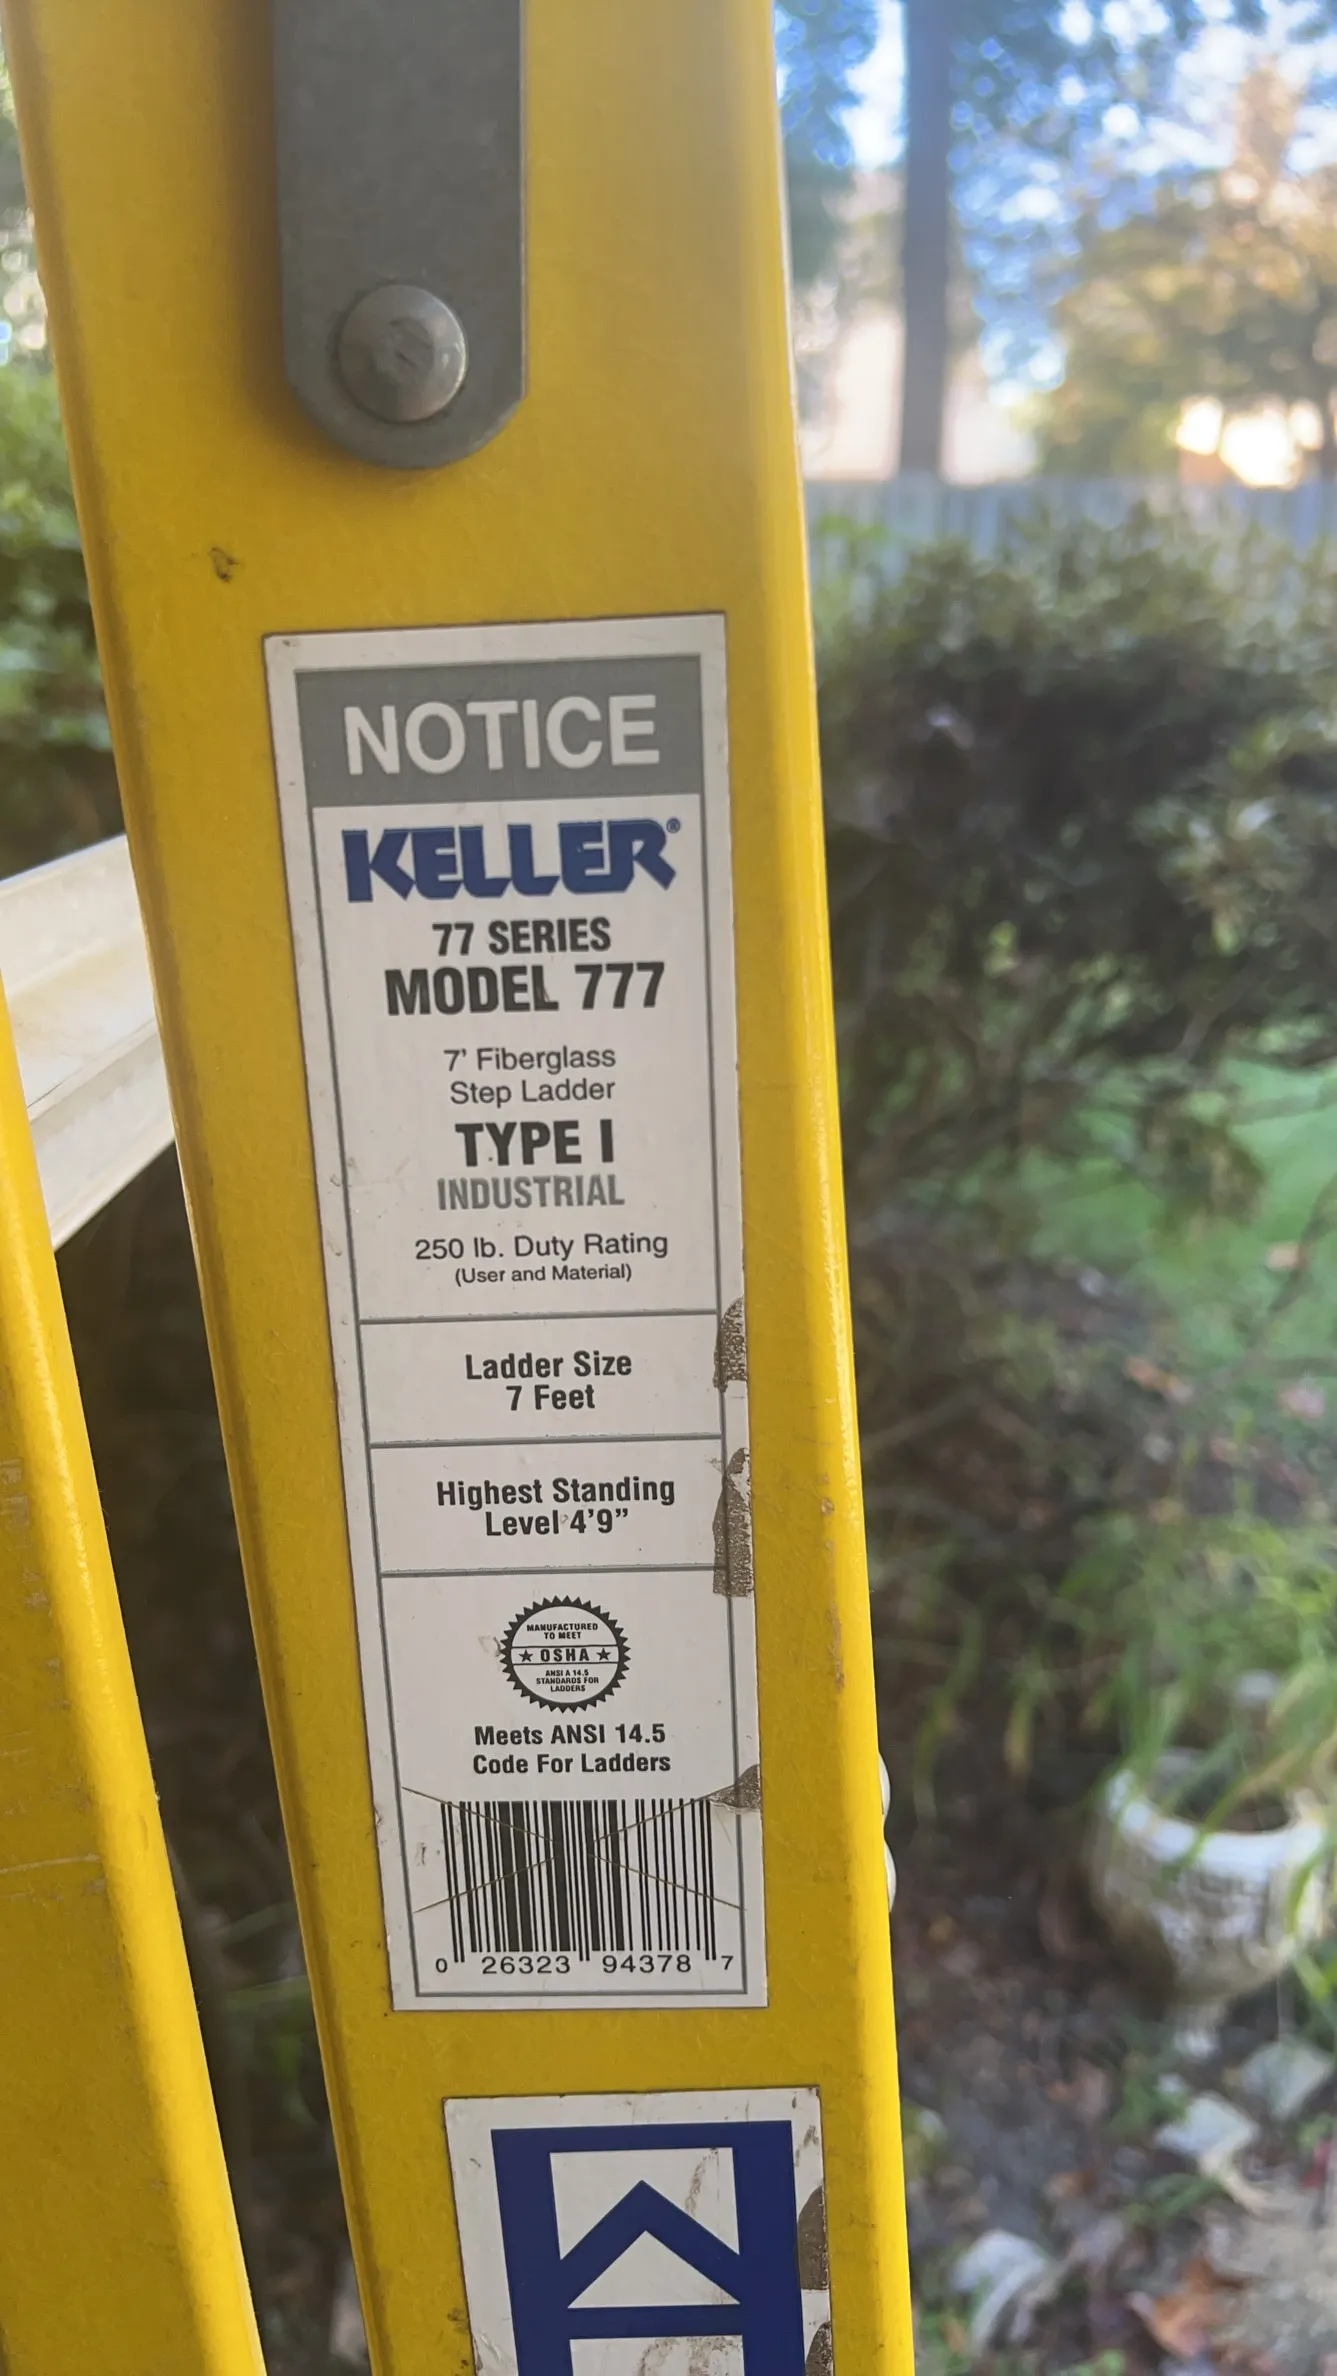 NOTICE
KELLER®
77 SERIES
MODEL 777
7' Fiberglass
Step Ladder
TYPE I
INDUSTRIAL
250 lb. Duty Rating
(User and Material)
Ladder Size
7 Feet
Highest Standing
Level 4'9"
MANUFACTURED
TO MEET
★ OSHA ★
ANSI A 14.5
STANDARDS FOR
LADDERS
Meets ANSI 14.5
Code For Ladders
0 26323 94378 7